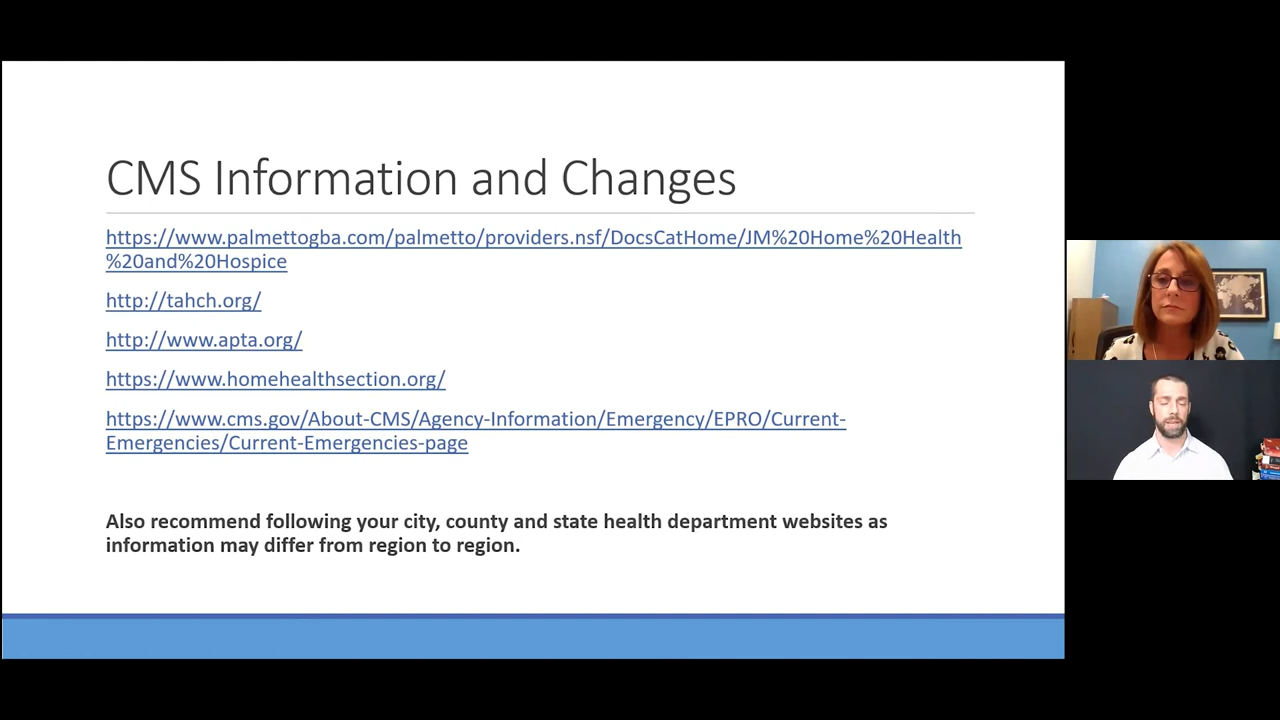 CMS Information and Changes
https://www.palmettogba.com/palmetto/providers.nsf/DocsCatHome/JM%20Home%20Health
%20and%20Hospice
http://tahch.org/
http://www.apta.org/
https://www.homehealthsection.org/
https://www.cms.gov/About-CMS/Agency-Information/Emergency/EPRO/Current-
Emergencies/Current-Emergencies-page
Also recommend following your city, county and state health department websites as
information may differ from region to region.